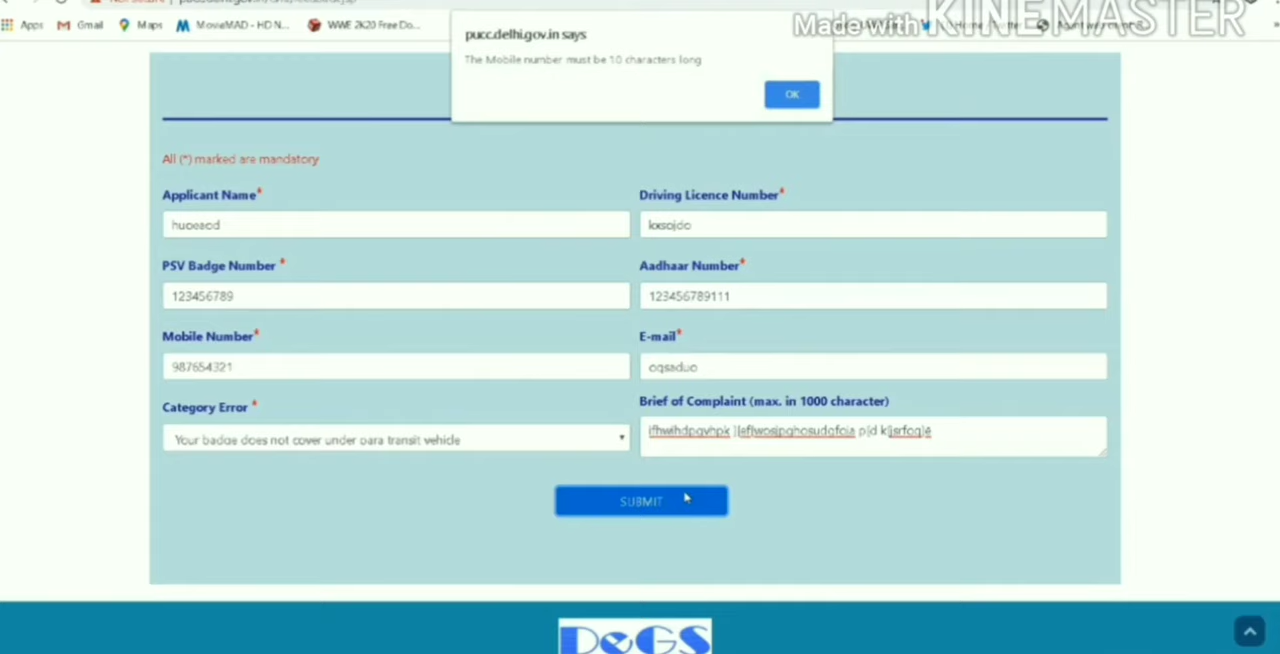 Apps Gmail Maps MovieMAD - HD N... WWE 2K20 Free Do...
Made with KINEMASTER
pucc.delhi.gov.in says
The Mobile number must be 10 characters long
OK
All (*) marked are mandatory
Applicant Name* Driving Licence Number*
huoeaod kxsojdo
PSV Badge Number * Aadhaar Number*
123456789 123456789111
Mobile Number* E-mail*
987654321 oqsaduo
Category Error * Brief of Complaint (max. in 1000 character)
Your badge does not cover under para transit vehicle
SUBMIT
DeGS